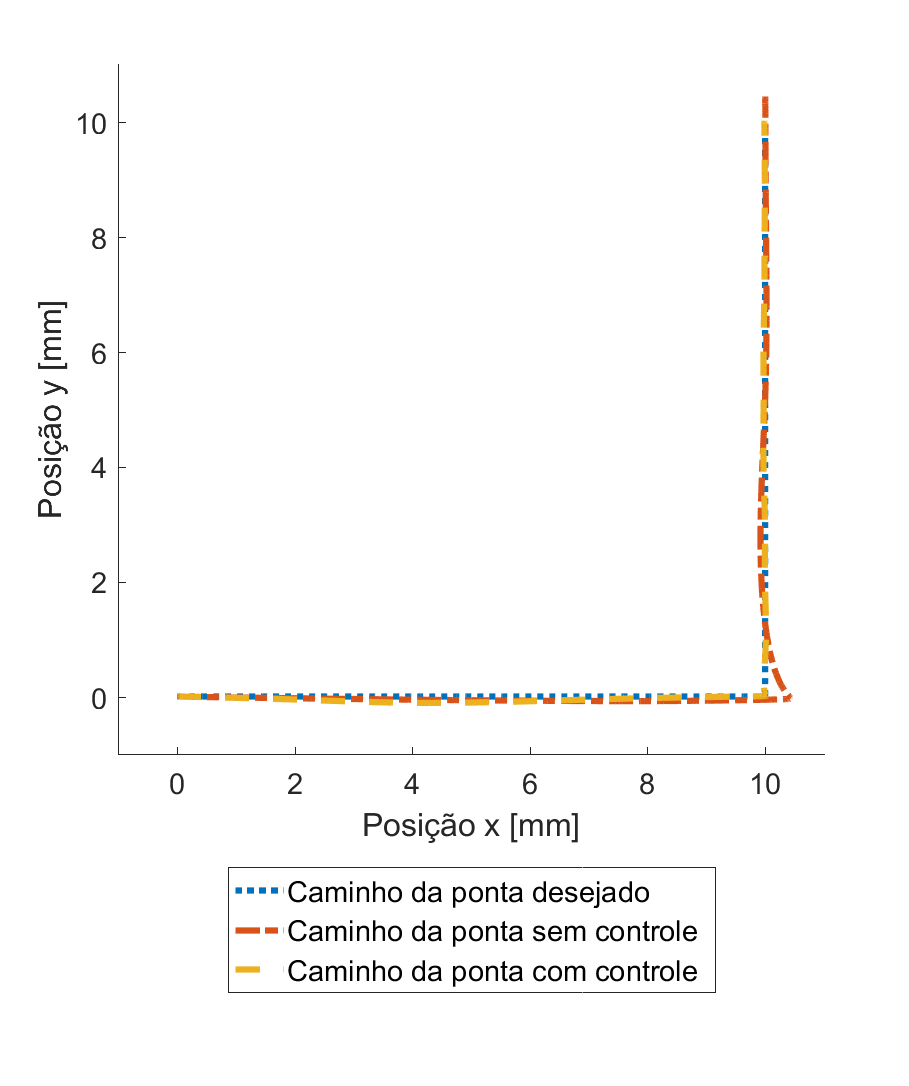 10
8
6
4
2
0
Posição y [mm]
0 2 4 6 8 10
Posição x [mm]
Caminho da ponta desejado
Caminho da ponta sem controle
Caminho da ponta com controle